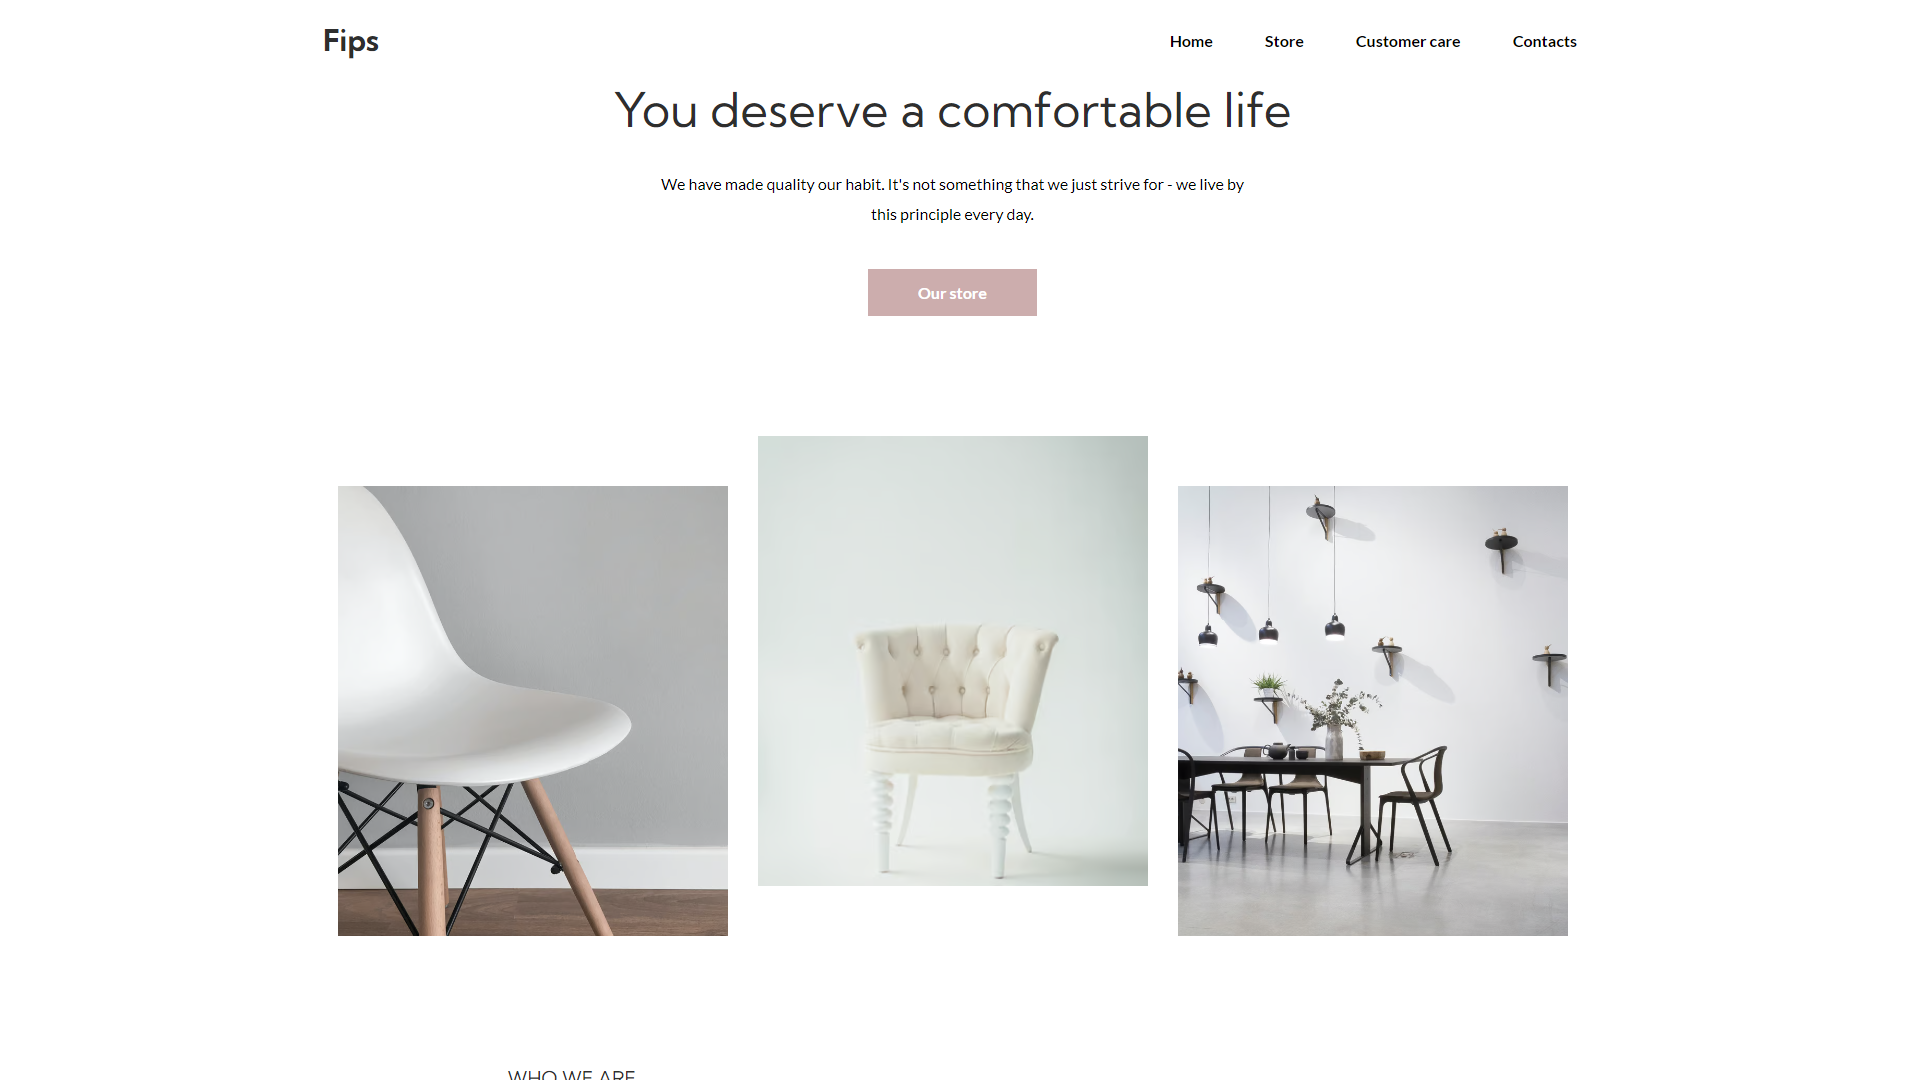 Fips
Home
Store
Customer care
Contacts
You deserve a comfortable life
We have made quality our habit. It's not something that we just strive for - we live by
this principle every day.
Our store
WHO WE ARE